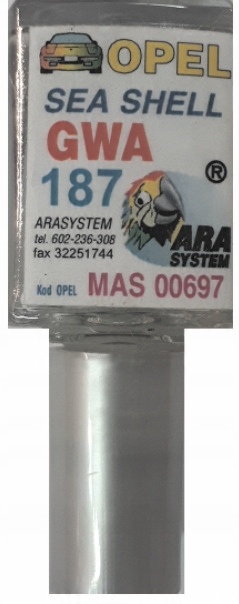 OPEL
SEA SHELL
GWA
187
®
ARASYSTEM
tel. 602-236-308
fax 32251744
ARA
SYSTEM
Kod OPEL MAS 00697